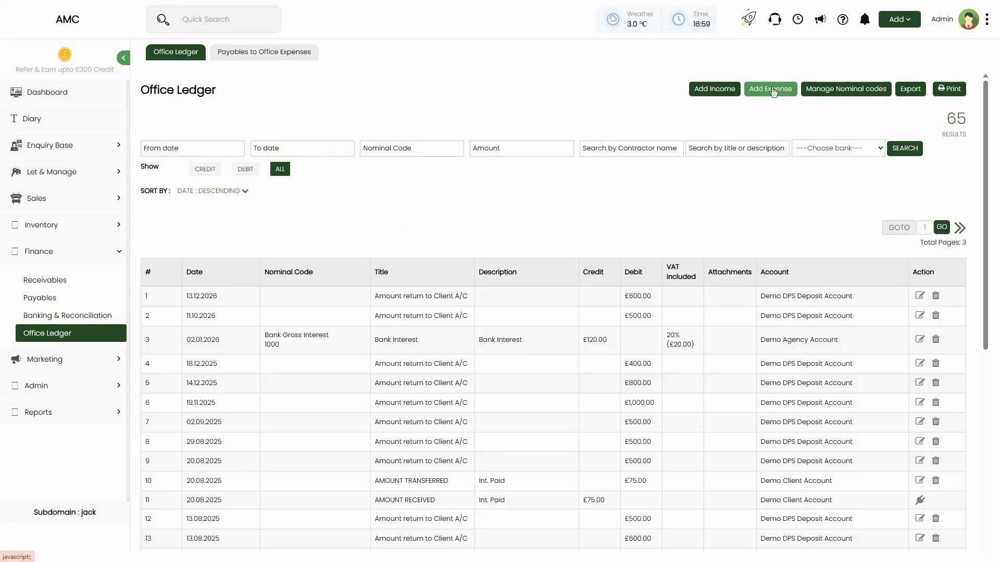 AMC
Quick Search
Weather
3.0 °C
Time
16:59
Add
Admin
Refer & Earn upto £300 Credit
Dashboard
Diary
Enquiry Base
Let & Manage
Sales
Inventory
Finance
Receivables
Payables
Banking & Reconciliation
Office Ledger
Marketing
Admin
Reports
Subdomain : jack
javascript:;
Office Ledger
Payables to Office Expenses
Office Ledger
Add Income
Add Expense
Manage Nominal codes
Export
Print
65
RESULTS
From date
To date
Nominal Code
Amount
Search by Contractor name
Search by title or description
---Choose bank---
SEARCH
Show
CREDIT
DEBIT
ALL
SORT BY :
DATE : DESCENDING
GOTO
1
GO
Total Pages: 3
# Date Nominal Code Title Description Credit Debit VAT Included Attachments Account Action
1 13.12.2026 Amount return to Client A/C £600.00 Demo DPS Deposit Account
2 11.10.2026 Amount return to Client A/C £500.00 Demo DPS Deposit Account
3 02.01.2026 Bank Gross Interest 1000 Bank Interest Bank Interest £120.00 20% (£20.00) Demo Agency Account
4 18.12.2025 Amount return to Client A/C £400.00 Demo DPS Deposit Account
5 14.12.2025 Amount return to Client A/C £800.00 Demo DPS Deposit Account
6 19.11.2025 Amount return to Client A/C £1,000.00 Demo DPS Deposit Account
7 02.09.2025 Amount return to Client A/C £500.00 Demo DPS Deposit Account
8 29.08.2025 Amount return to Client A/C £500.00 Demo DPS Deposit Account
9 20.08.2025 Amount return to Client A/C £500.00 Demo DPS Deposit Account
10 20.08.2025 AMOUNT TRANSFERRED Int. Paid £75.00 Demo Client Account
11 20.08.2025 AMOUNT RECEIVED Int. Paid £75.00 Demo Client Account
12 13.08.2025 Amount return to Client A/C £500.00 Demo DPS Deposit Account
13 13.08.2025 Amount return to Client A/C £600.00 Demo DPS Deposit Account